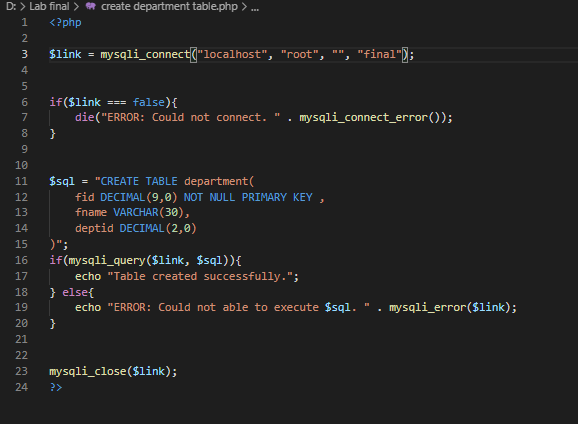 D: > Lab final > create department table.php > ...
1 <?php
2
3 $link = mysqli_connect("localhost", "root", "", "final");
4
5
6 if($link === false){
7 die("ERROR: Could not connect. " . mysqli_connect_error());
8 }
9
10
11 $sql = "CREATE TABLE department(
12 fid DECIMAL(9,0) NOT NULL PRIMARY KEY ,
13 fname VARCHAR(30),
14 deptid DECIMAL(2,0)
15 )";
16 if(mysqli_query($link, $sql)){
17 echo "Table created successfully.";
18 } else{
19 echo "ERROR: Could not able to execute $sql. " . mysqli_error($link);
20 }
21
22
23 mysqli_close($link);
24 ?>